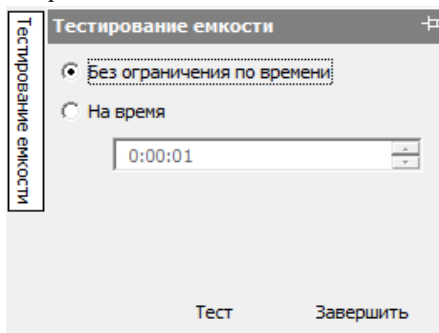 Тестирование емкости
Тестирование емкости
Без ограничения по времени
На время
0:00:01
Тест Завершить